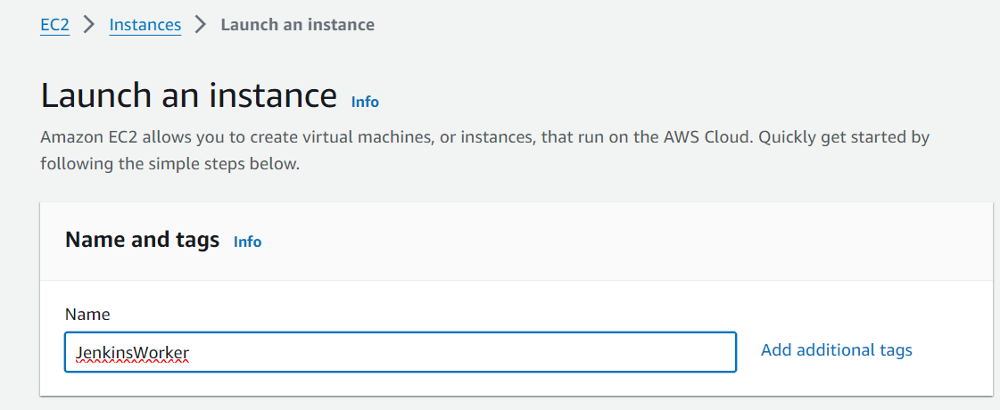 EC2 > Instances > Launch an instance
Launch an instance Info
Amazon EC2 allows you to create virtual machines, or instances, that run on the AWS Cloud. Quickly get started by
following the simple steps below.
Name and tags Info
Name
JenkinsWorker Add additional tags